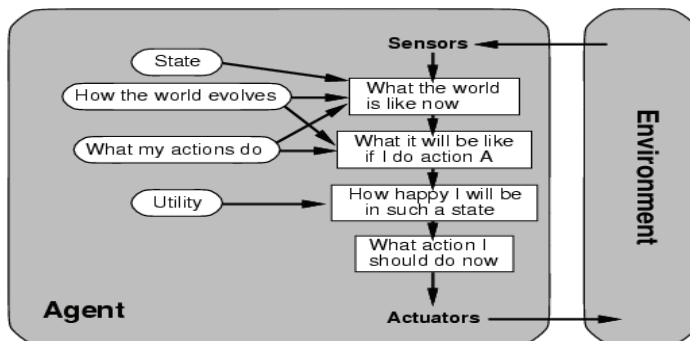 Sensors
State
How the world evolves
What the world
is like now
What my actions do
What it will be like
if I do action A
Utility
How happy I will be
in such a state
What action I
should do now
Agent
Actuators
Environment